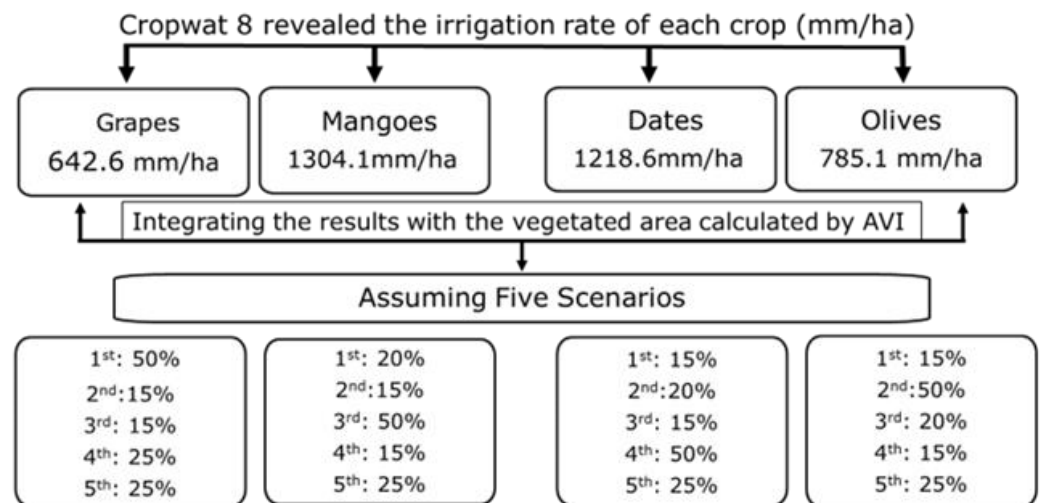 Cropwat 8 revealed the irrigation rate of each crop (mm/ha)
Grapes
642.6 mm/ha
Mangoes
1304.1mm/ha
Dates
1218.6mm/ha
Olives
785.1 mm/ha
Integrating the results with the vegetated area calculated by AVI
Assuming Five Scenarios
1st: 50%
2nd:15%
3rd: 15%
4th: 25%
5th: 25%
1st: 20%
2nd:15%
3rd: 50%
4th: 15%
5th: 25%
1st: 15%
2nd:20%
3rd: 15%
4th: 50%
5th: 25%
1st: 15%
2nd:50%
3rd: 20%
4th: 15%
5th: 25%